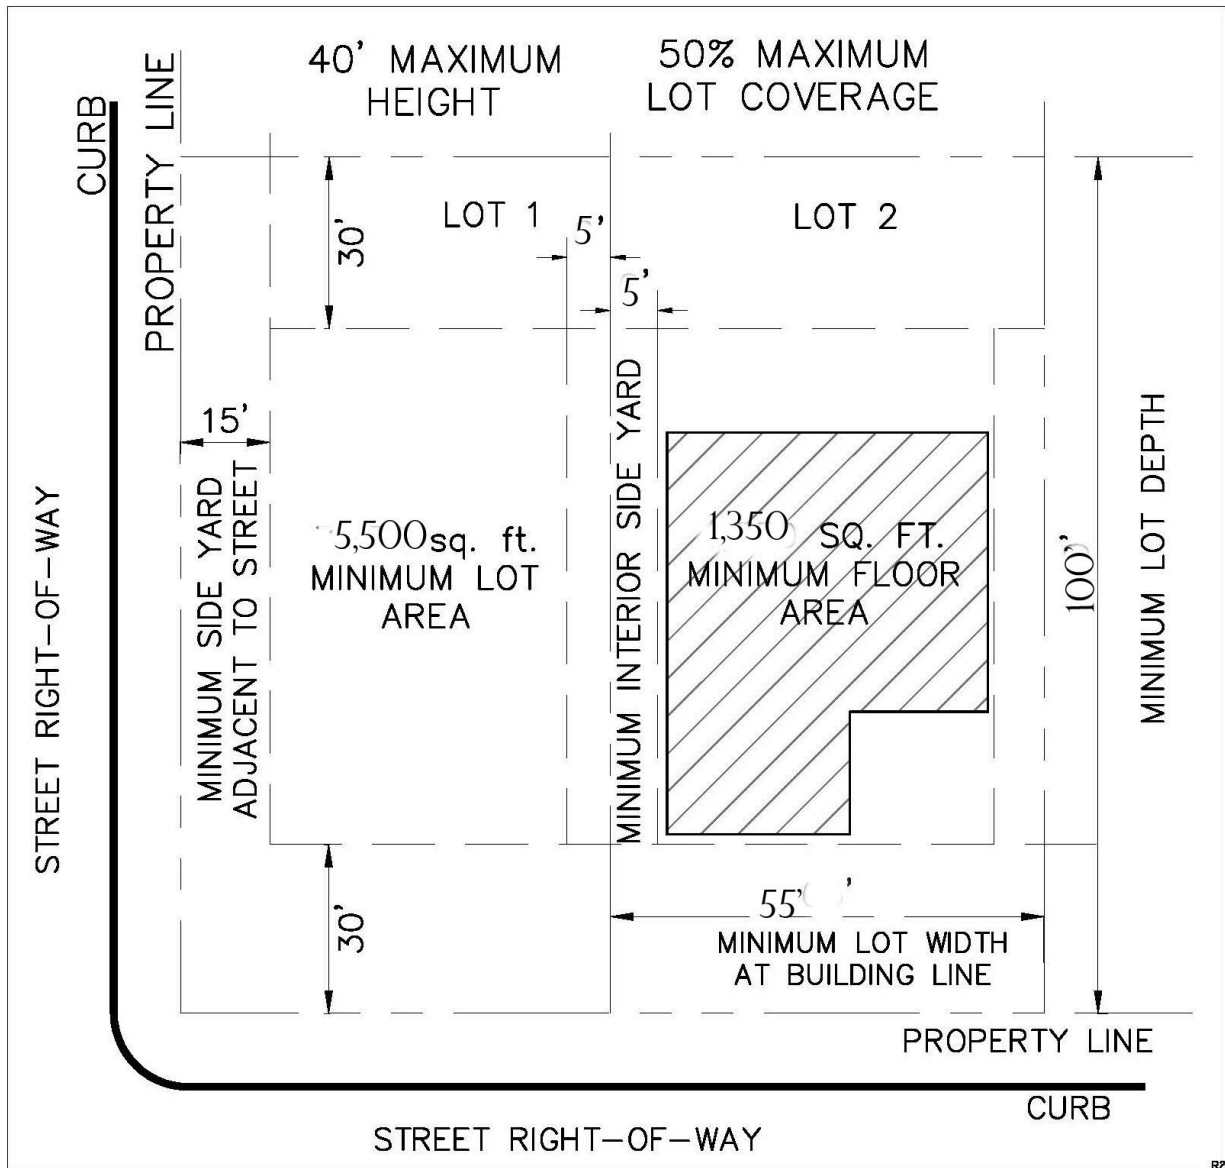 40' MAXIMUM
HEIGHT
50% MAXIMUM
LOT COVERAGE
CURB
PROPERTY LINE
30'
LOT 1
5'
5'
LOT 2
15'
STREET RIGHT-OF-WAY
MINIMUM SIDE YARD
ADJACENT TO STREET
5,500 sq. ft.
MINIMUM LOT
AREA
MINIMUM INTERIOR SIDE YARD
1,350 SQ. FT.
MINIMUM FLOOR
AREA
100'
MINIMUM LOT DEPTH
30'
55'
MINIMUM LOT WIDTH
AT BUILDING LINE
PROPERTY LINE
CURB
STREET RIGHT-OF-WAY